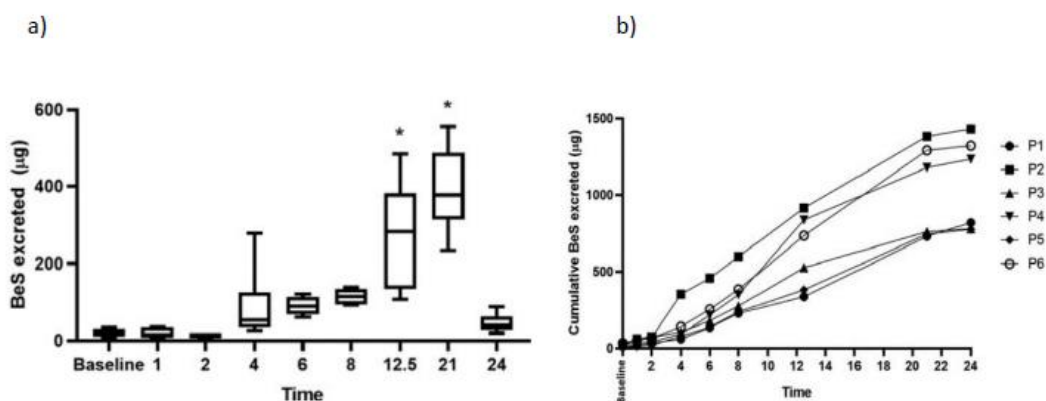 a)
b)
BeS excreted (μg)
600
400
200
0
*
*
Baseline 1 2 4 6 8 12.5 21 24
Time
Cumulative BeS excreted (μg)
1500
1000
500
0
Baseline 2 4 6 8 10 12 14 16 18 20 22 24
Time
P1
P2
P3
P4
P5
P6